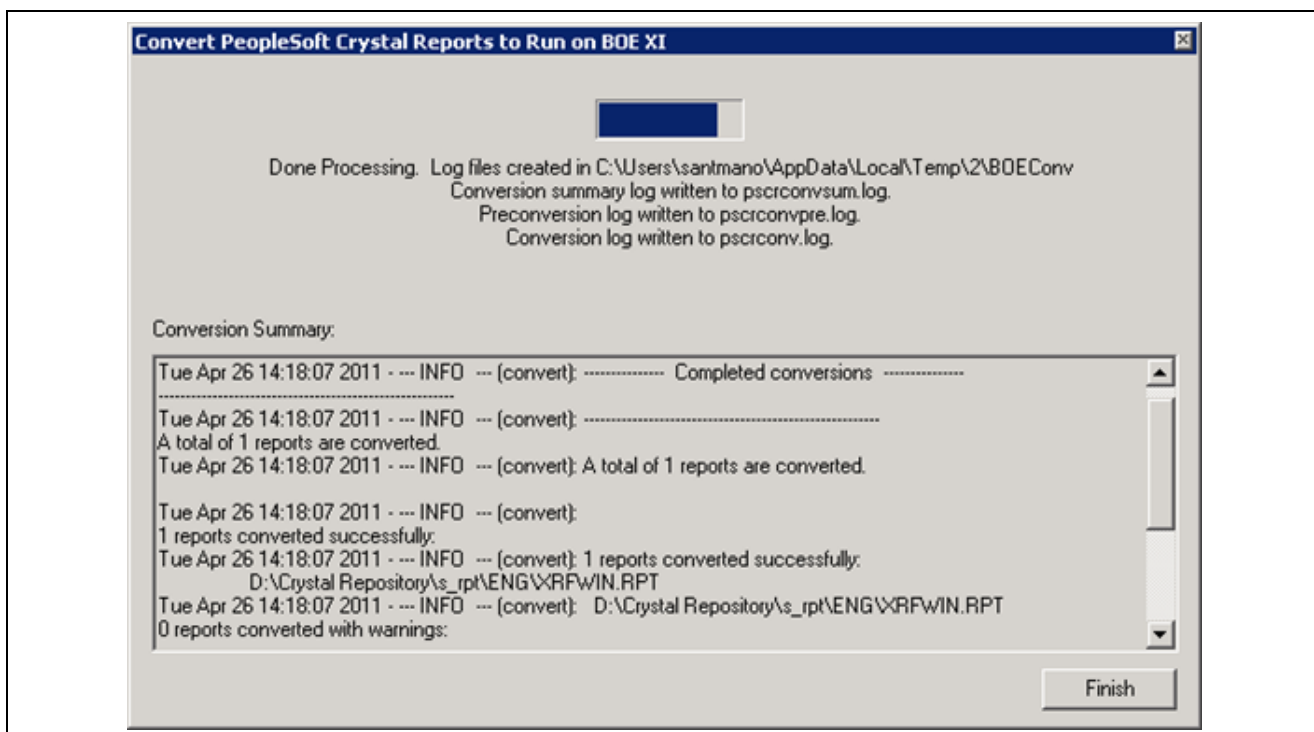 Convert PeopleSoft Crystal Reports to Run on BOE XI
Done Processing. Log files created in C:\Users\santmano\AppData\Local\Temp\2\BOEConv
Conversion summary log written to pscrconvsum.log.
Preconversion log written to pscrconvpre.log.
Conversion log written to pscrconv.log.
Conversion Summary:
Tue Apr 26 14:18:07 2011 - --- INFO --- (convert): --------------- Completed conversions ---------------
-------------------------------------------------------
Tue Apr 26 14:18:07 2011 - --- INFO --- (convert): -------------------------------------------------------
A total of 1 reports are converted.
Tue Apr 26 14:18:07 2011 - --- INFO --- (convert): A total of 1 reports are converted.
Tue Apr 26 14:18:07 2011 - --- INFO --- (convert):
1 reports converted successfully:
Tue Apr 26 14:18:07 2011 - --- INFO --- (convert): 1 reports converted successfully:
D:\Crystal Repository\s_rpt\ENG\XRFWIN.RPT
Tue Apr 26 14:18:07 2011 - --- INFO --- (convert): D:\Crystal Repository\s_rpt\ENG\XRFWIN.RPT
0 reports converted with warnings:
Finish